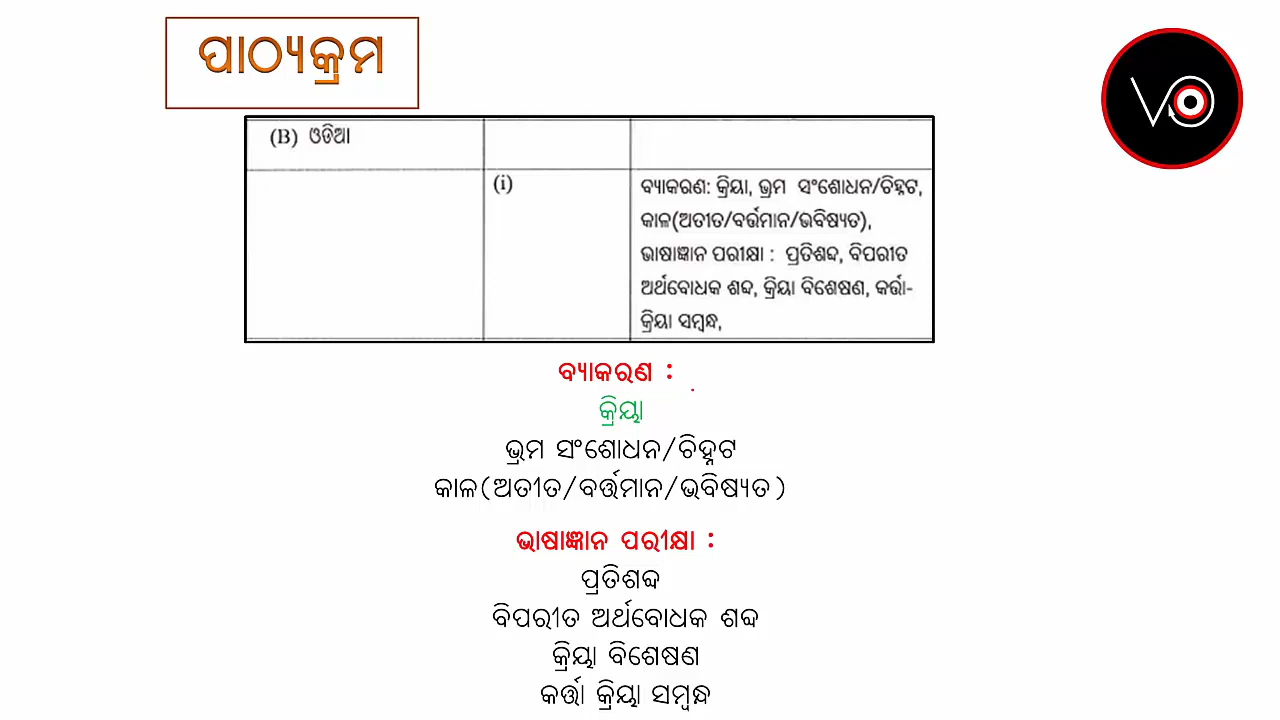 ପାଠ୍ୟକ୍ରମ
VO
(B) ଓଡିଆ
(i)
ବ୍ୟାକରଣ: କ୍ରିୟା, ଭ୍ରମ ସଂଶୋଧନ/ଚିହ୍ନଟ,
କାଳ(ଅତୀତ/ବର୍ତ୍ତମାନ/ଭବିଷ୍ୟତ),
ଭାଷାଜ୍ଞାନ ପରୀକ୍ଷା : ପ୍ରତିଶବ୍ଦ, ବିପରୀତ
ଅର୍ଥବୋଧକ ଶବ୍ଦ, କ୍ରିୟା ବିଶେଷଣ, କର୍ତ୍ତା-
କ୍ରିୟା ସମ୍ବନ୍ଧ,
ବ୍ୟାକରଣ :
କ୍ରିୟା
ଭ୍ରମ ସଂଶୋଧନ/ଚିହ୍ନଟ
କାଳ(ଅତୀତ/ବର୍ତ୍ତମାନ/ଭବିଷ୍ୟତ)
ଭାଷାଜ୍ଞାନ ପରୀକ୍ଷା :
ପ୍ରତିଶବ୍ଦ
ବିପରୀତ ଅର୍ଥବୋଧକ ଶବ୍ଦ
କ୍ରିୟା ବିଶେଷଣ
କର୍ତ୍ତା କ୍ରିୟା ସମ୍ବନ୍ଧ